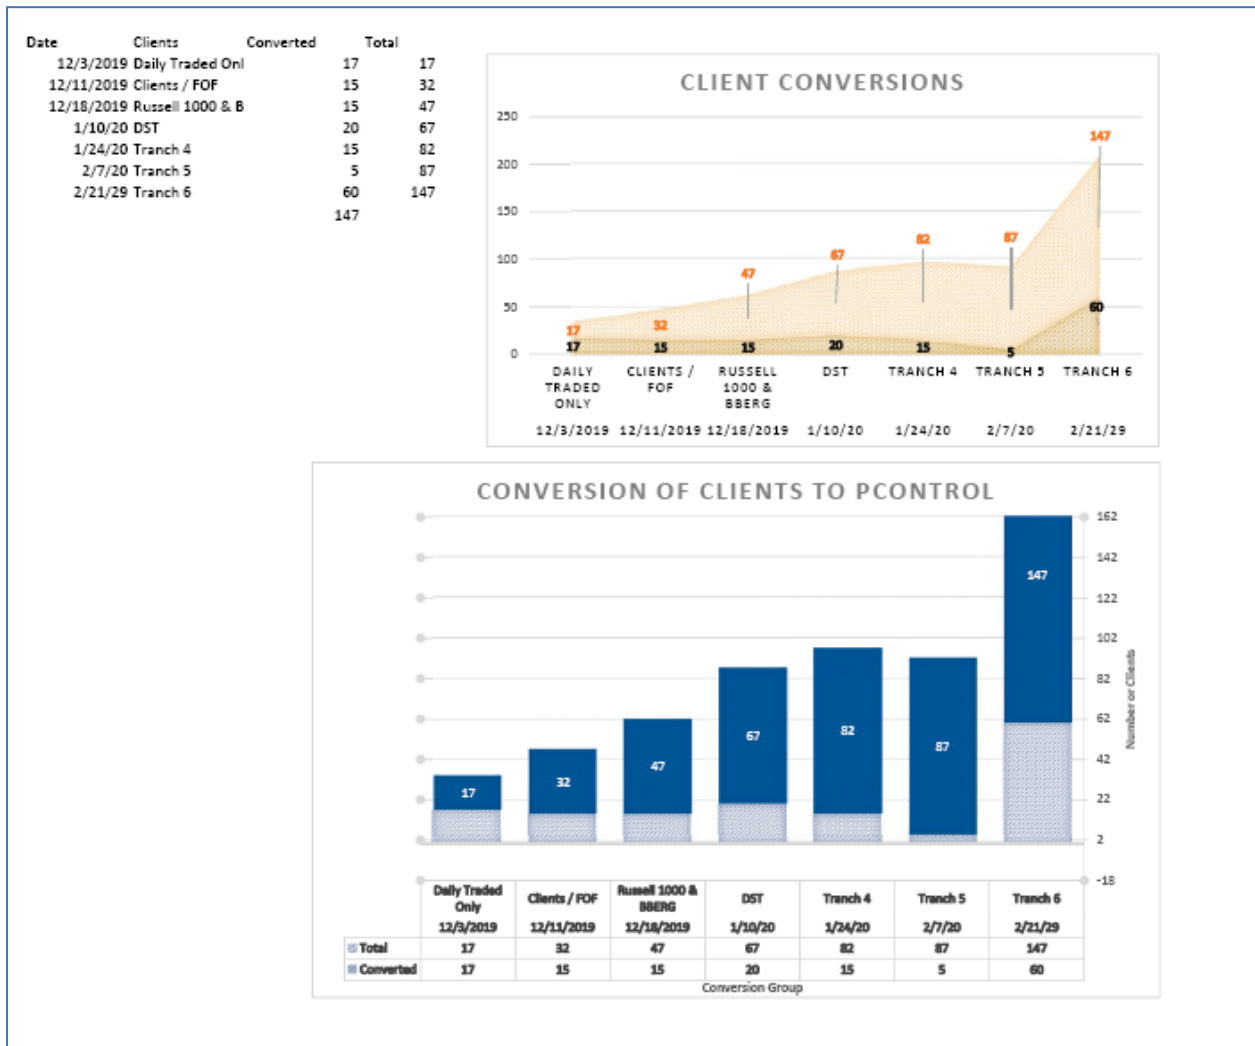 Date Clients Converted Total
12/3/2019 Daily Traded Onl 17 17
12/11/2019 Clients / FOF 15 32
12/18/2019 Russell 1000 & B 15 47
1/10/20 DST 20 67
1/24/20 Tranch 4 15 82
2/7/20 Tranch 5 5 87
2/21/29 Tranch 6 60 147
147
CLIENT CONVERSIONS
250
200
150
100
50
0
147
87
82
67
47
32
17
17 15 15 20 15 5 60
DAILY TRADED ONLY CLIENTS / FOF RUSSELL 1000 & BBERG DST TRANCH 4 TRANCH 5 TRANCH 6
12/3/2019 12/11/2019 12/18/2019 1/10/20 1/24/20 2/7/20 2/21/29
CONVERSION OF CLIENTS TO PCONTROL
162
142
122
102
82
62
42
22
2
-18
Number or Clients
17 32 47 67 82 87 147
Daily Traded Only Clients / FOF Russell 1000 & BBERG DST Tranch 4 Tranch 5 Tranch 6
12/3/2019 12/11/2019 12/18/2019 1/10/20 1/24/20 2/7/20 2/21/29
Total 17 32 47 67 82 87 147
Converted 17 15 15 20 15 5 60
Conversion Group